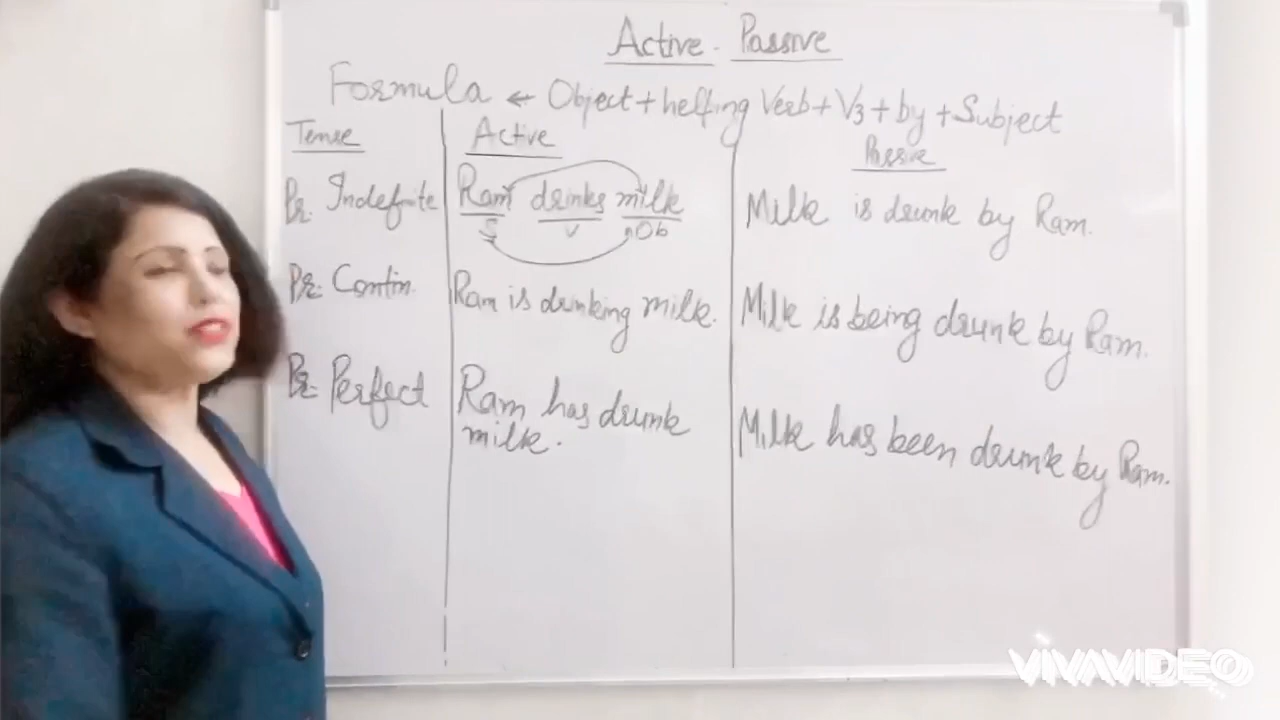 Active - Passive
Formula ← Object + helping Verb + V3 + by + Subject
Tense Active Passive
Pr. Indefinite Ram drinks milk Milk is drunk by Ram.
S V Ob
Pr. Contin. Ram is drinking milk. Milk is being drunk by Ram.
Pr. Perfect Ram has drunk Milk has been drunk by Ram.
milk.
VIVAVIDEO